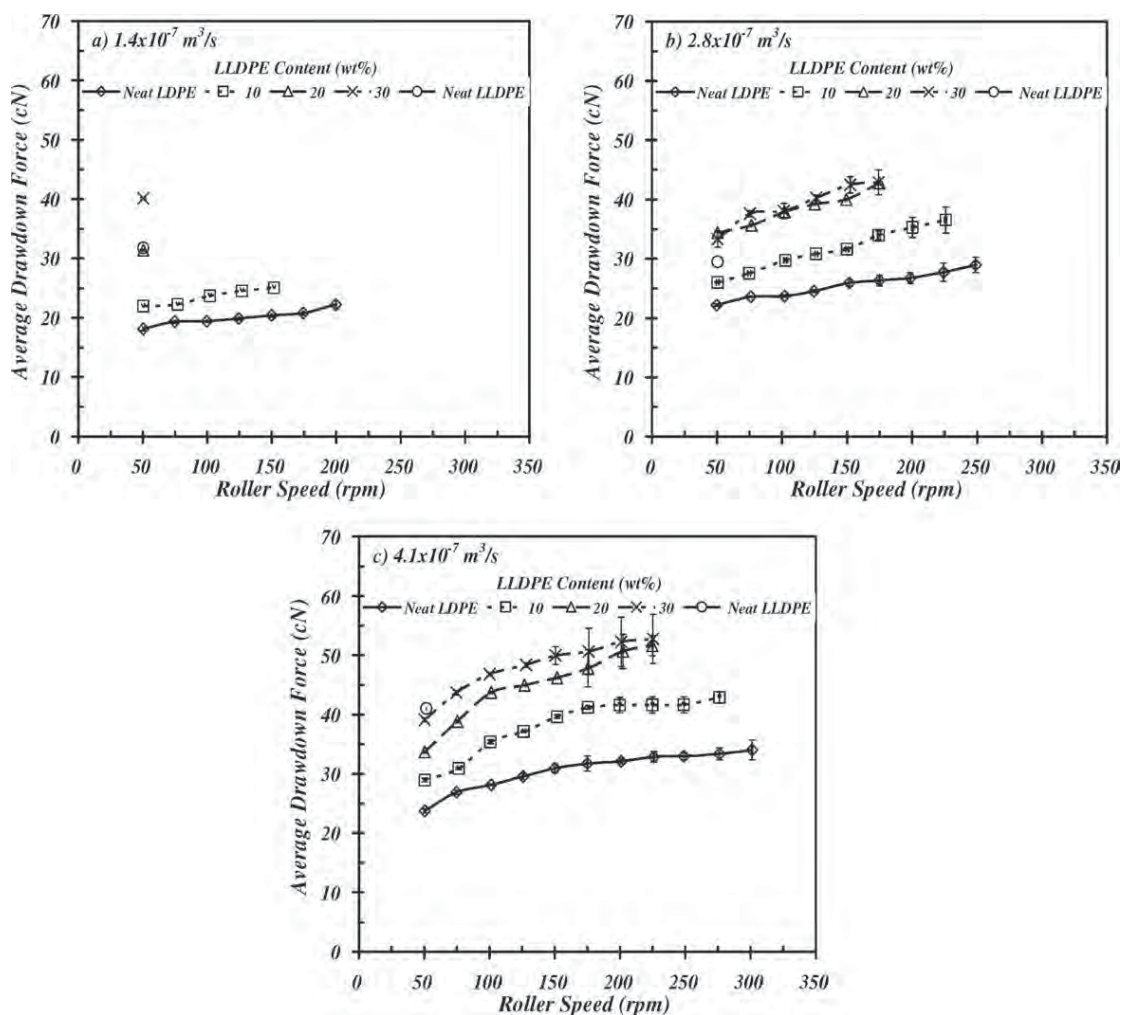 a) 1.4x10⁻⁷ m³/s
LLDPE Content (wt%)
Neat LDPE 10 20 30 Neat LLDPE
70
60
50
40
30
20
10
0
Average Drawdown Force (cN)
0 50 100 150 200 250 300 350
Roller Speed (rpm)
b) 2.8x10⁻⁷ m³/s
LLDPE Content (wt%)
Neat LDPE 10 20 30 Neat LLDPE
70
60
50
40
30
20
10
0
Average Drawdown Force (cN)
0 50 100 150 200 250 300 350
Roller Speed (rpm)
c) 4.1x10⁻⁷ m³/s
LLDPE Content (wt%)
Neat LDPE 10 20 30 Neat LLDPE
70
60
50
40
30
20
10
0
Average Drawdown Force (cN)
0 50 100 150 200 250 300 350
Roller Speed (rpm)